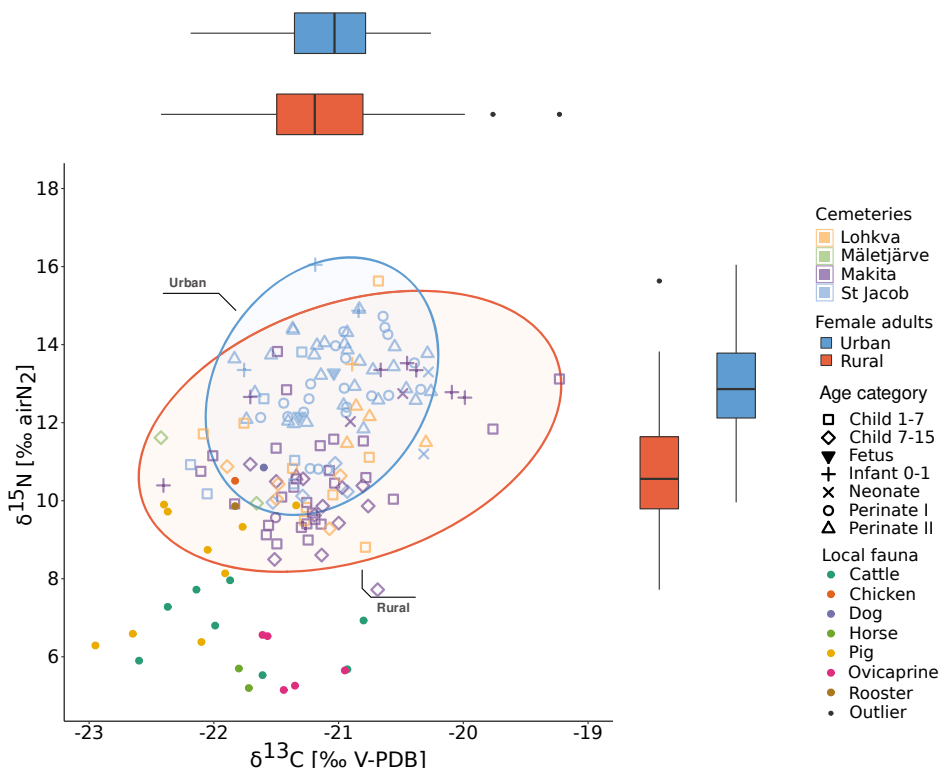 18
16
14
12
10
8
6
δ15N [‰ airN2]
-23
-22
-21
-20
-19
δ13C [‰ V-PDB]
Urban
Rural
Cemeteries
Lohkva
Mäletjärve
Makita
St Jacob
Female adults
Urban
Rural
Age category
Child 1-7
Child 7-15
Fetus
Infant 0-1
Neonate
Perinate I
Perinate II
Local fauna
Cattle
Chicken
Dog
Horse
Pig
Ovicaprine
Rooster
Outlier